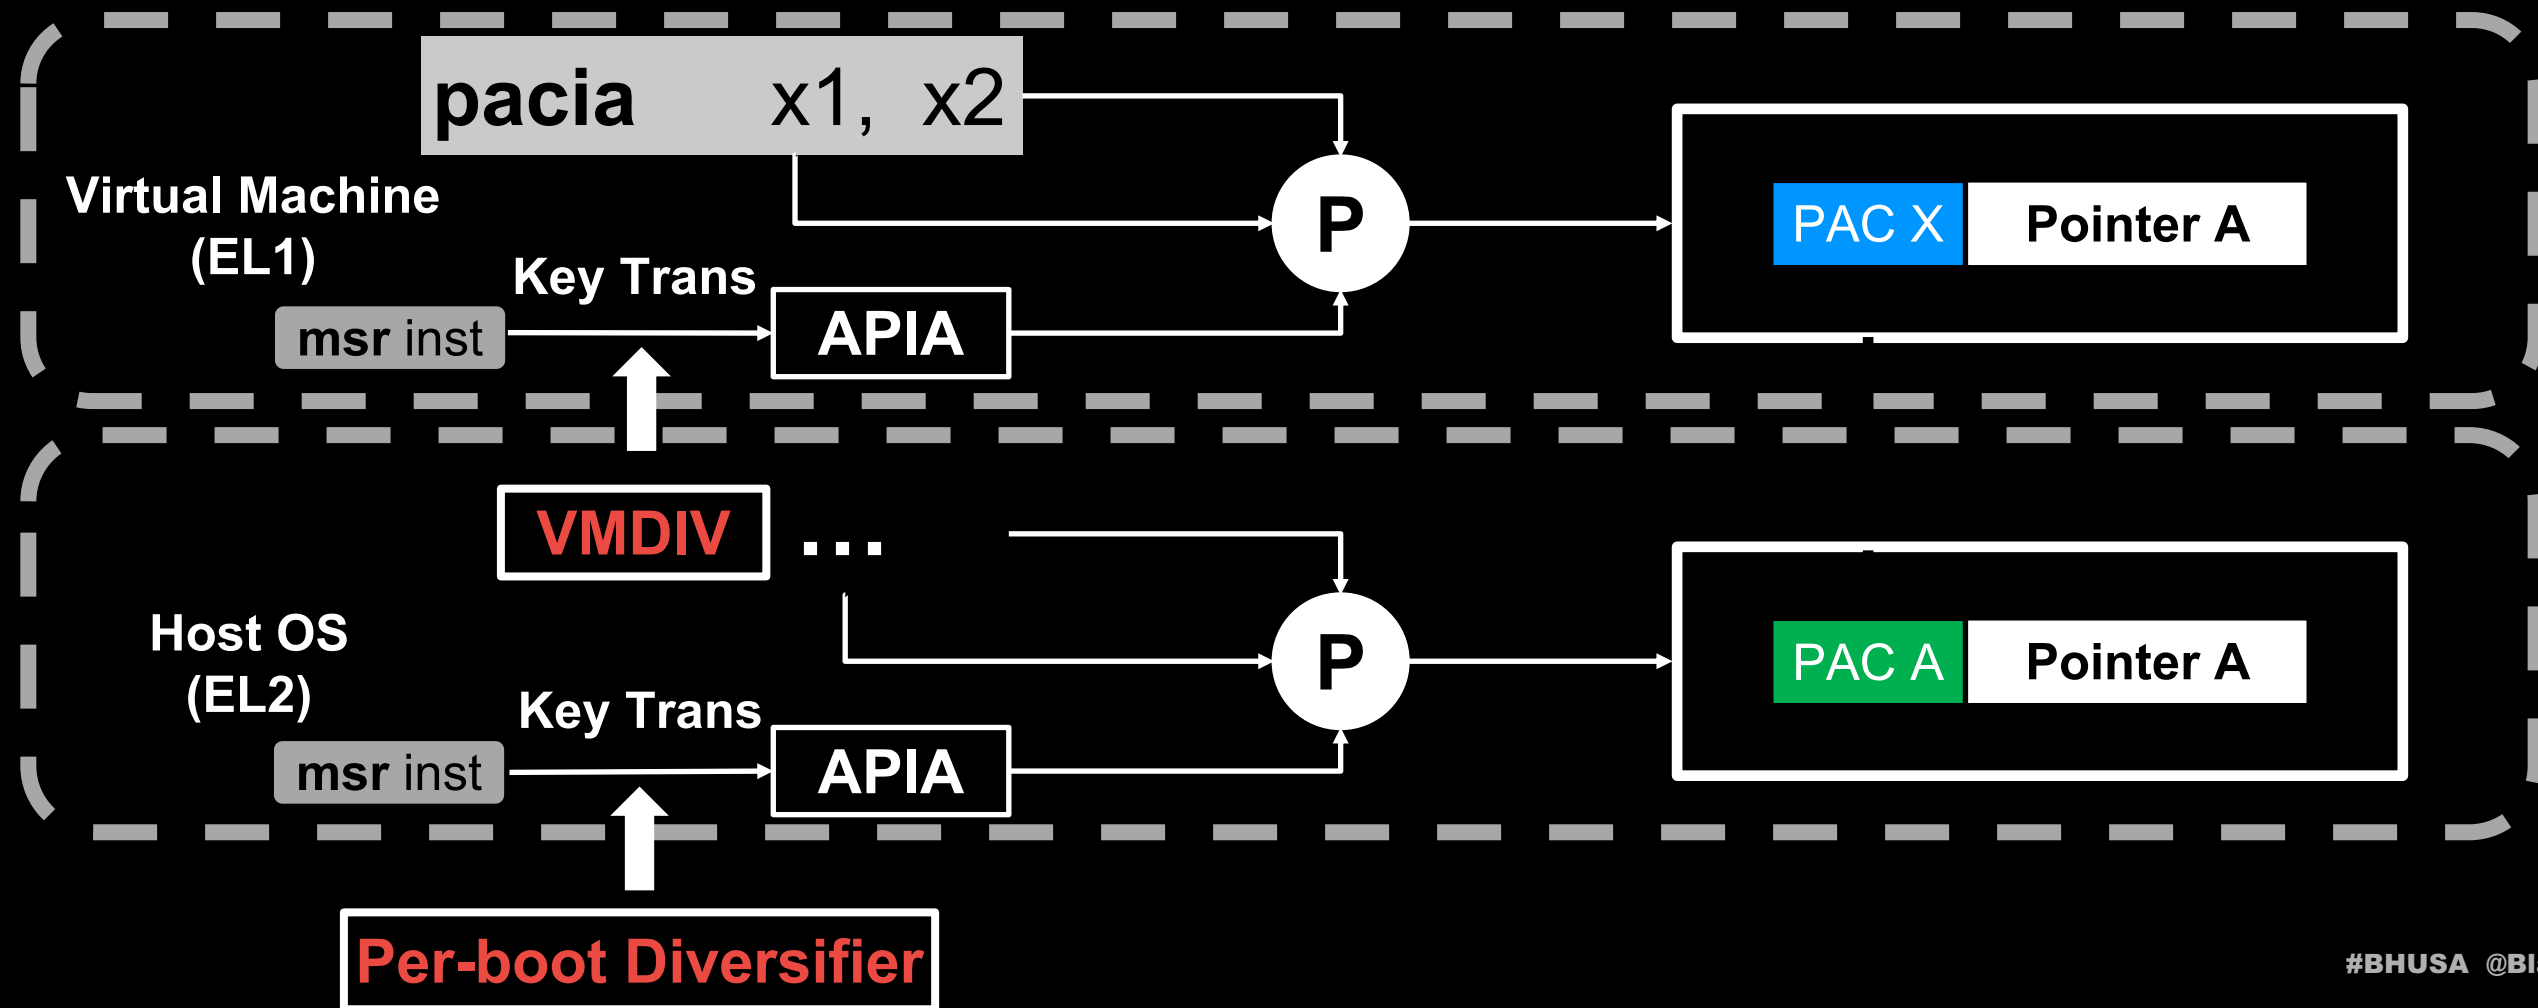 pacia x1, x2
P
PAC X Pointer A
Virtual Machine
(EL1)
Key Trans
msr inst
APIA
VMDIV ...
P
PAC A Pointer A
Host OS
(EL2)
Key Trans
msr inst
APIA
Per-boot Diversifier
#BHUSA